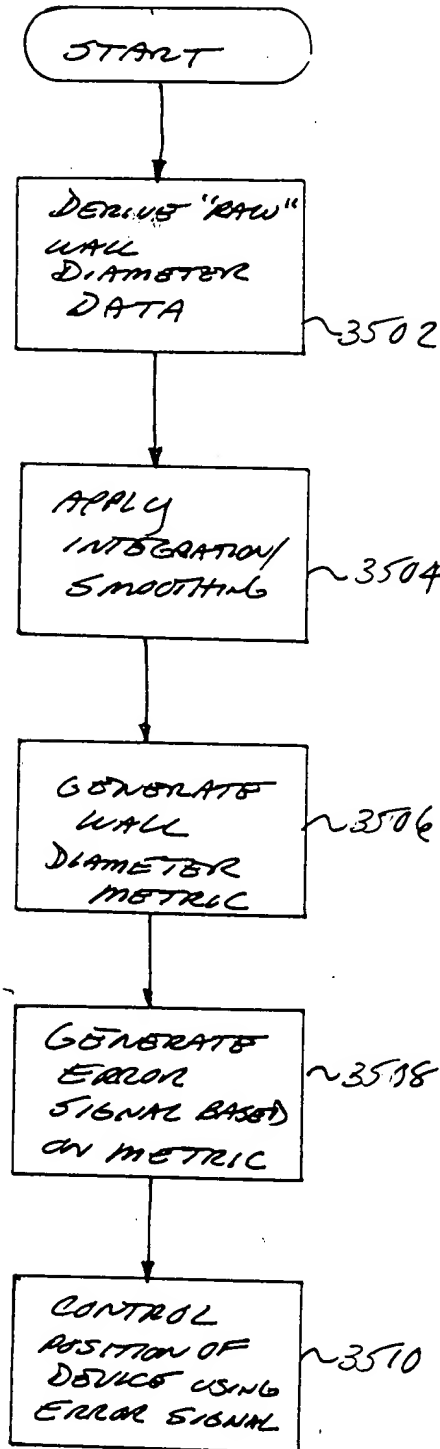 START
DERIVE "RAW"
WALL
DIAMETER
DATA
~3502
APPLY
INTEGRATION/
SMOOTHING
~3504
GENERATE
WALL
DIAMETER
METRIC
~3506
GENERATE
ERROR
SIGNAL BASED
ON METRIC
~3508
CONTROL
POSITION OF
DEVICE USING
ERROR SIGNAL
~3510